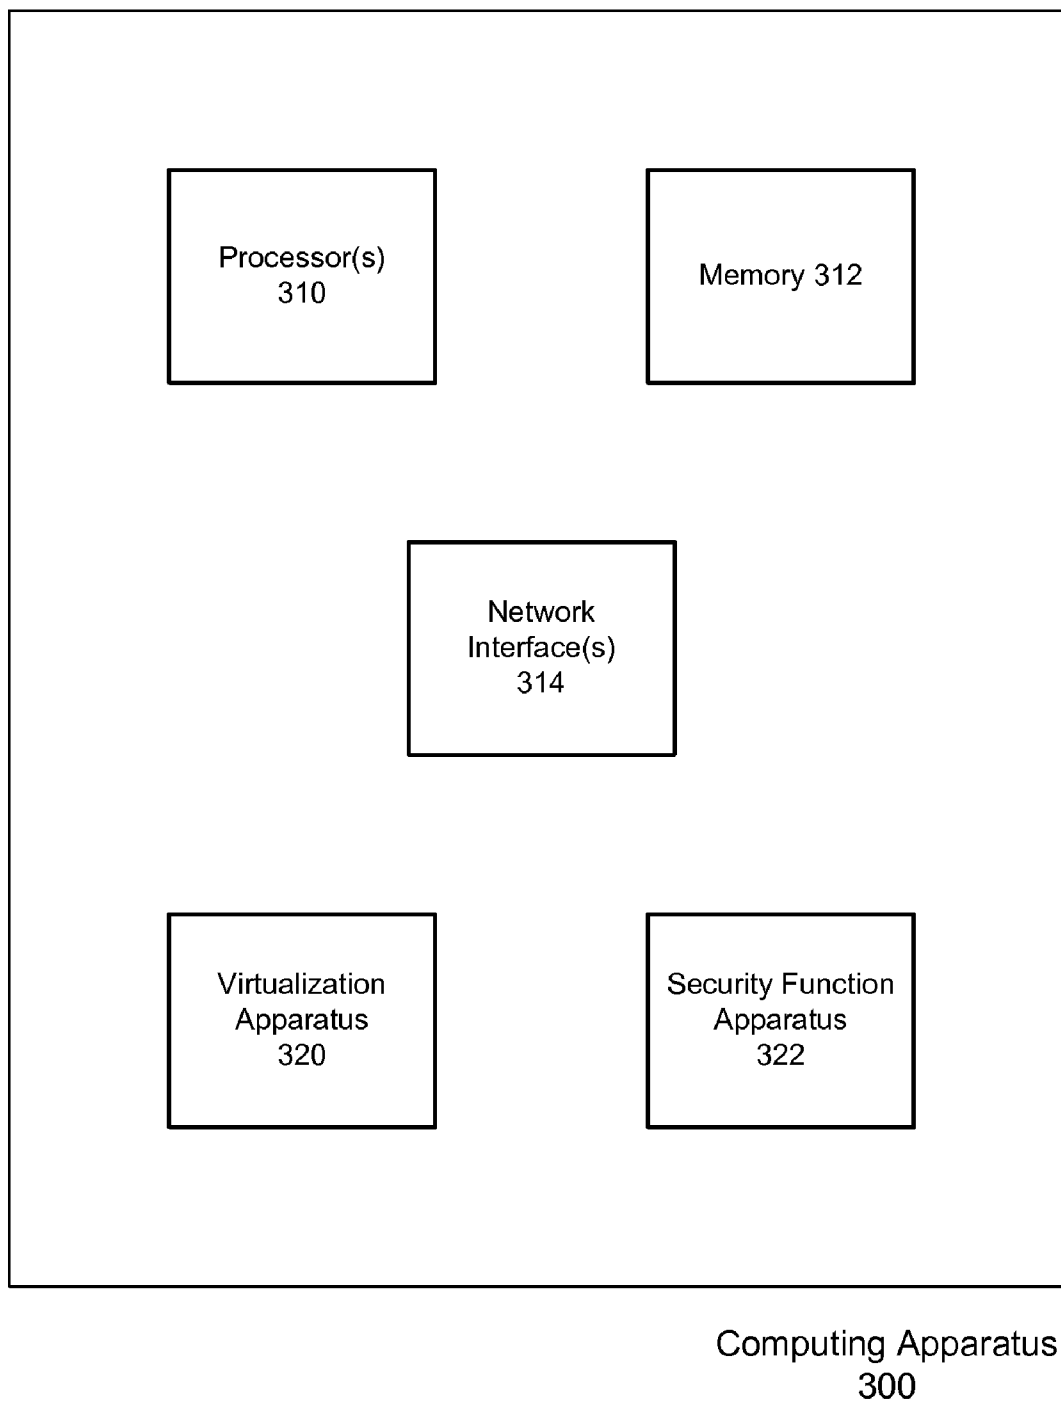 Processor(s)
310
Memory 312
Network
Interface(s)
314
Virtualization
Apparatus
320
Security Function
Apparatus
322
Computing Apparatus
300